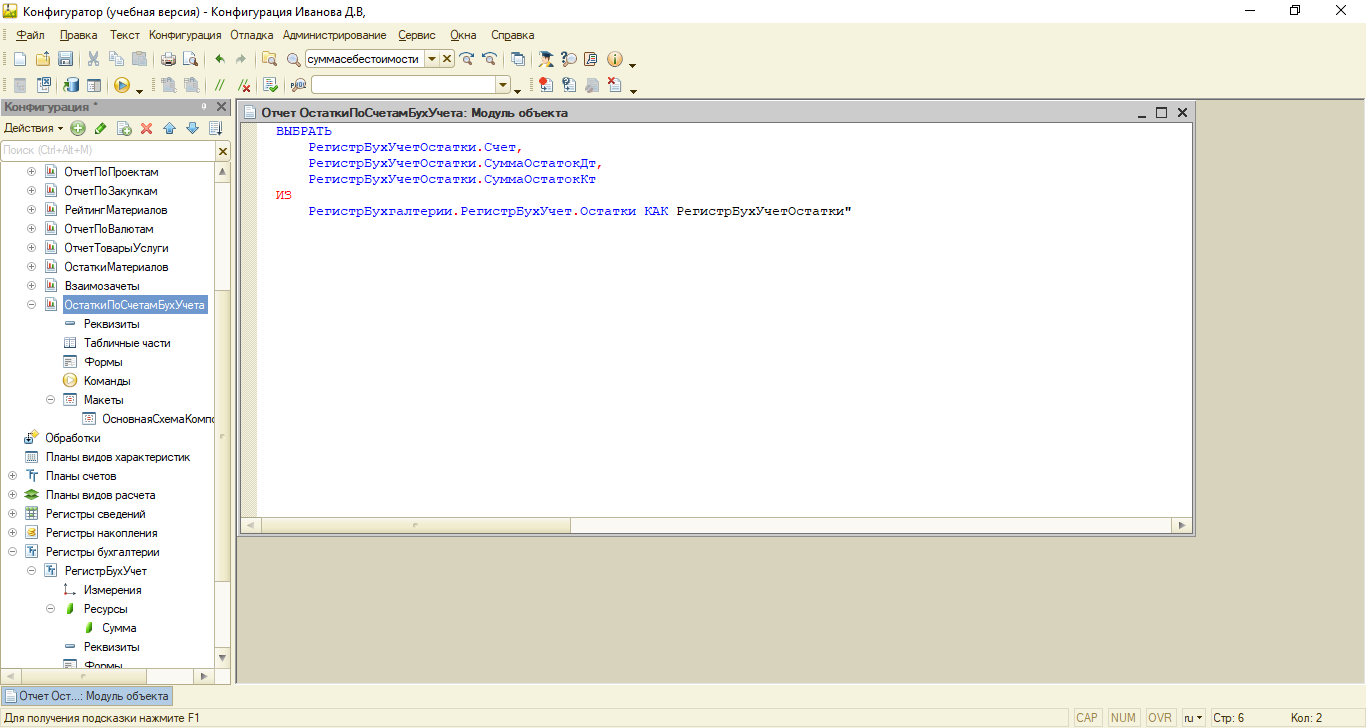 Конфигуратор (учебная версия) - Конфигурация Иванова Д.В,
Файл Правка Текст Конфигурация Отладка Администрирование Сервис Окна Справка
суммасебестоимости
Конфигурация *
Действия
Поиск (Ctrl+Alt+M)
ОтчетПоПроектам
ОтчетПоЗакупкам
РейтингМатериалов
ОтчетПоВалютам
ОтчетТоварыУслуги
ОстаткиМатериалов
Взаимозачеты
ОстаткиПоСчетамБухУчета
Реквизиты
Табличные части
Формы
Команды
Макеты
ОсновнаяСхемаКомпо
Обработки
Планы видов характеристик
Планы счетов
Планы видов расчета
Регистры сведений
Регистры накопления
Регистры бухгалтерии
РегистрБухУчет
Измерения
Ресурсы
Сумма
Реквизиты
Формы
Отчет ОстаткиПоСчетамБухУчета: Модуль объекта
ВЫБРАТЬ
РегистрБухУчетОстатки.Счет,
РегистрБухУчетОстатки.СуммаОстатокДт,
РегистрБухУчетОстатки.СуммаОстатокКт
ИЗ
РегистрБухгалтерии.РегистрБухУчет.Остатки КАК РегистрБухУчетОстатки"
Отчет Ост...: Модуль объекта
Для получения подсказки нажмите F1
CAP NUM OVR ru Стр: 6 Кол: 2